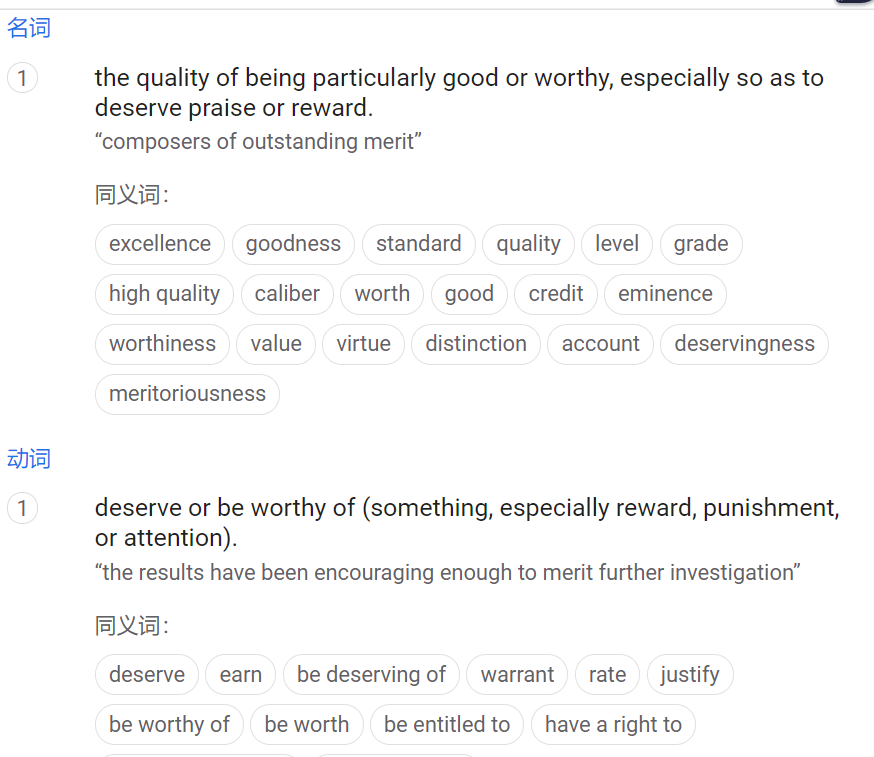 名词
1 the quality of being particularly good or worthy, especially so as to
deserve praise or reward.
“composers of outstanding merit”
同义词：
excellence goodness standard quality level grade
high quality caliber worth good credit eminence
worthiness value virtue distinction account deservingness
meritoriousness
动词
1 deserve or be worthy of (something, especially reward, punishment,
or attention).
“the results have been encouraging enough to merit further investigation”
同义词：
deserve earn be deserving of warrant rate justify
be worthy of be worth be entitled to have a right to